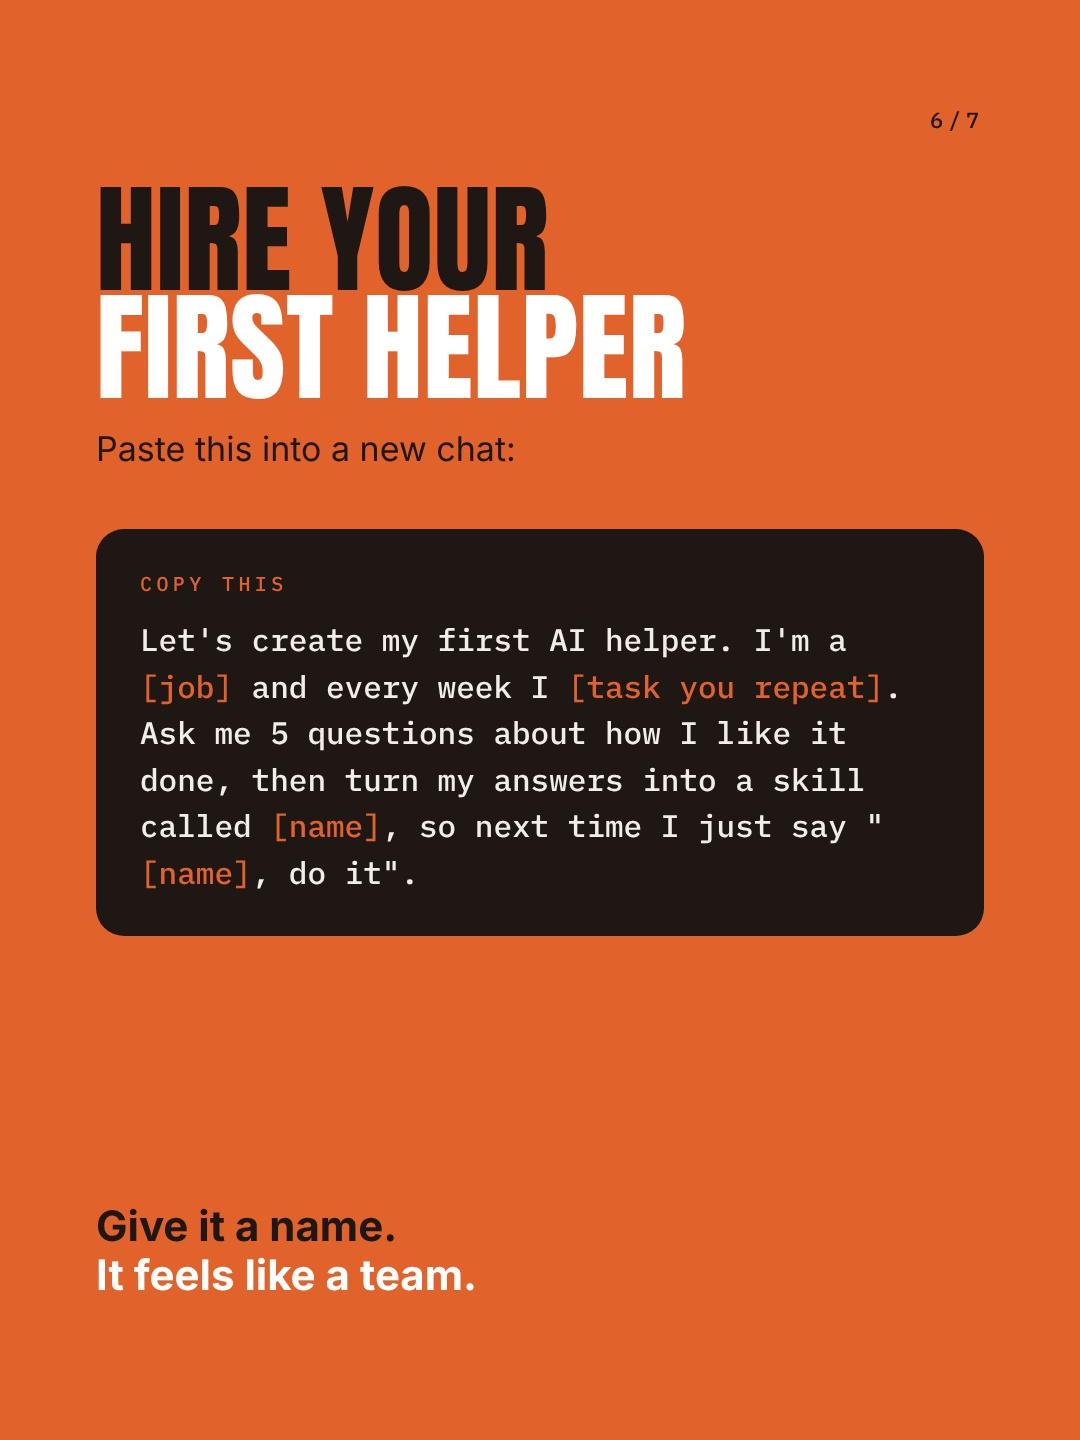 6 / 7
HIRE YOUR
FIRST HELPER
Paste this into a new chat:
COPY THIS
Let's create my first AI helper. I'm a
[job] and every week I [task you repeat].
Ask me 5 questions about how I like it
done, then turn my answers into a skill
called [name], so next time I just say "
[name], do it".
Give it a name.
It feels like a team.